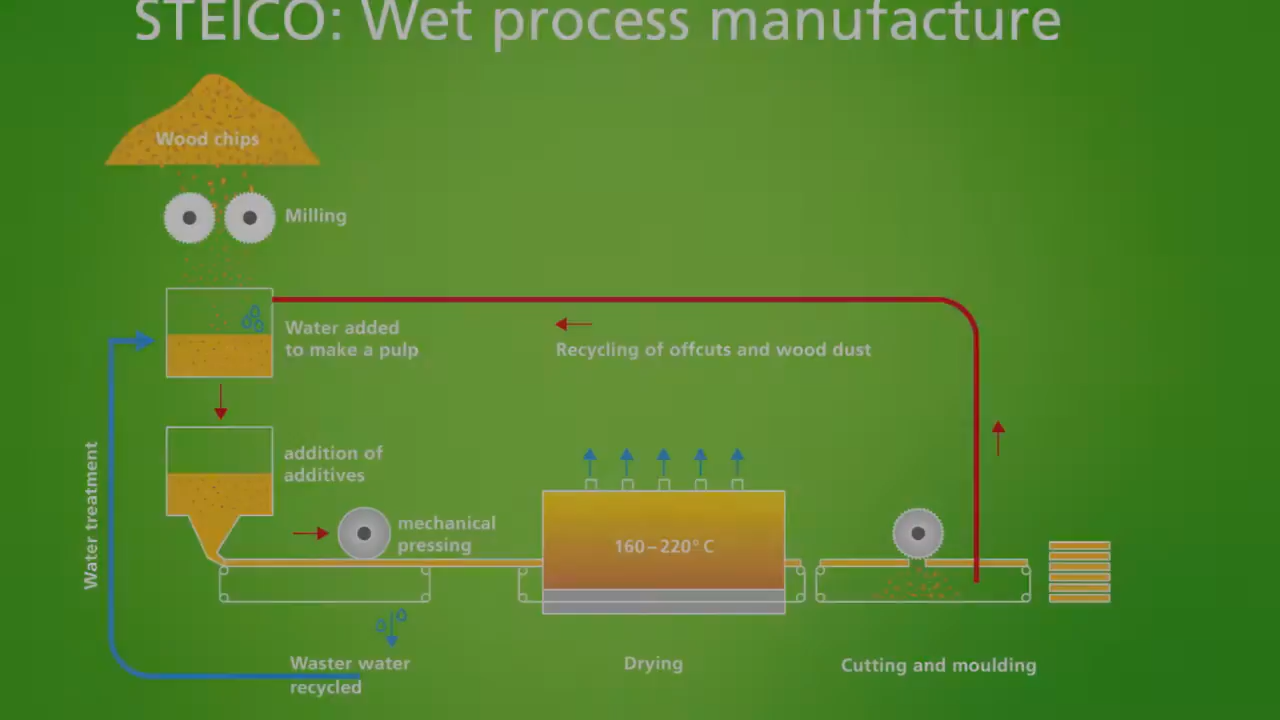 STEICO: Wet process manufacture
Wood chips
Milling
Water added
to make a pulp
Recycling of offcuts and wood dust
addition of
additives
Water treatment
mechanical
pressing
160–220° C
Waster water
recycled
Drying
Cutting and moulding